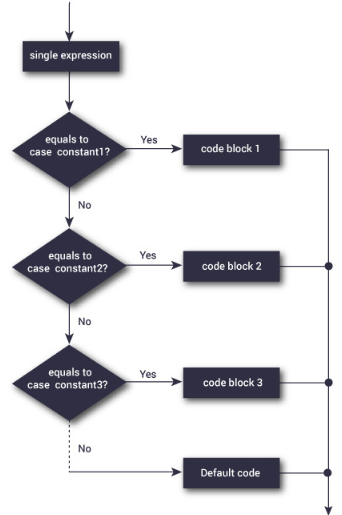 single expression
equals to
case constant1?
Yes
code block 1
No
equals to
case constant2?
Yes
code block 2
No
equals to
case constant3?
Yes
code block 3
No
Default code